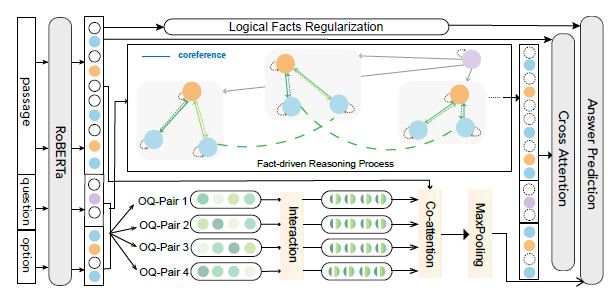 Logical Facts Regularization
coreference
passage
RoBERTa
question
option
Fact-driven Reasoning Process
OQ-Pair 1
OQ-Pair 2
OQ-Pair 3
OQ-Pair 4
Interaction
Co-attention
MaxPooling
Cross Attention
Answer Prediction